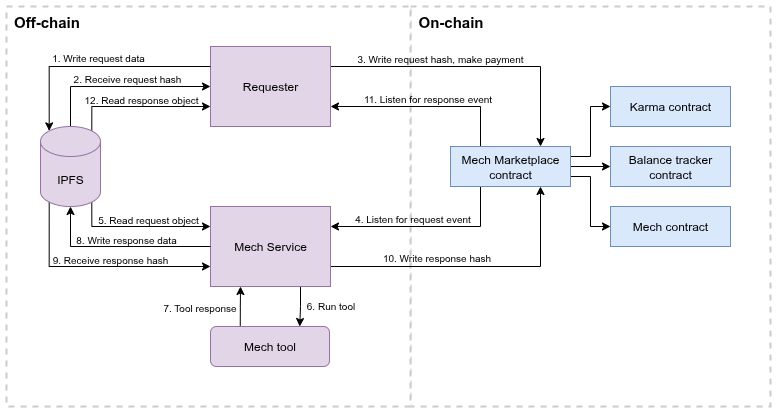 Off-chain
On-chain
1. Write request data
2. Receive request hash
12. Read response object
Requester
3. Write request hash, make payment
11. Listen for response event
IPFS
Mech Marketplace
contract
Karma contract
Balance tracker
contract
Mech contract
5. Read request object
8. Write response data
9. Receive response hash
Mech Service
4. Listen for request event
10. Write response hash
7. Tool response
6. Run tool
Mech tool